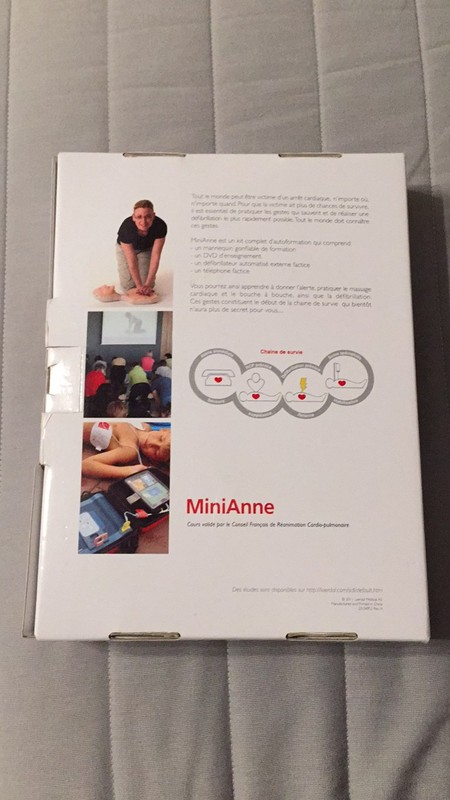 Tout le monde peut être victime d'un arrêt cardiaque, n'importe où,
n'importe quand. Pour que la victime ait plus de chances de survivre,
il est essentiel de pratiquer les gestes qui sauvent et de réaliser une
défibrillation le plus rapidement possible. Tout le monde doit connaître
ces gestes.
MiniAnne est un kit complet d'autoformation qui comprend
- un mannequin gonflable de formation
- un DVD d'enseignement
- un défibrillateur automatisé externe factice
- un téléphone factice
Vous pourrez ainsi apprendre à donner l'alerte, pratiquer le massage
cardiaque et le bouche à bouche, ainsi que la défibrillation.
Ces gestes constituent le début de la chaîne de survie qui bientôt
n'aura plus de secret pour vous....
Chaîne de survie
MiniAnne
Cours validé par le Conseil Français de Réanimation Cardio-pulmonaire
Des études sont disponibles sur